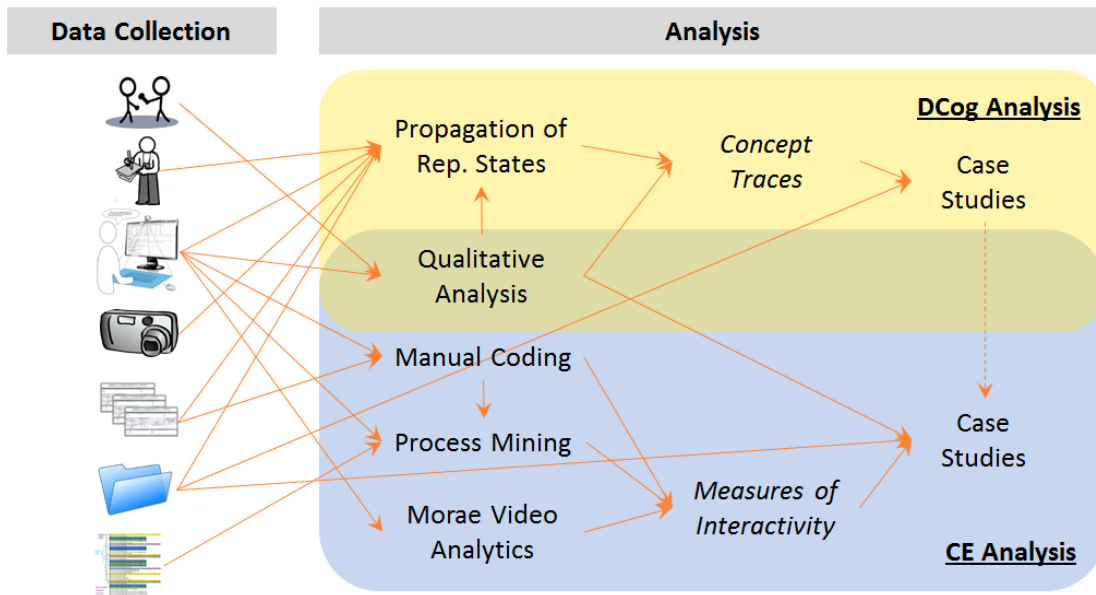 Data Collection
Analysis
DCog Analysis
Propagation of
Rep. States
Concept
Traces
Case
Studies
Qualitative
Analysis
Manual Coding
Process Mining
Case
Studies
Morae Video
Analytics
Measures of
Interactivity
CE Analysis